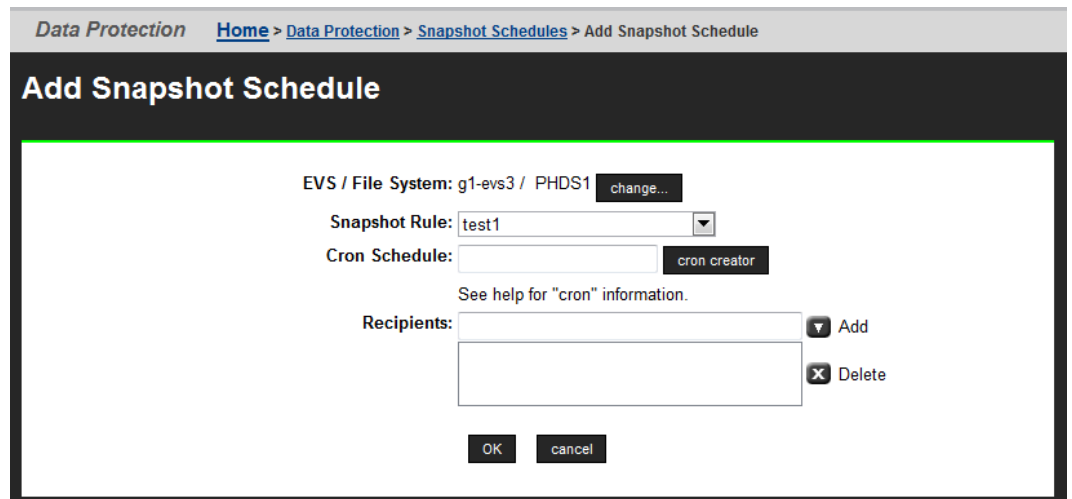 Data Protection Home > Data Protection > Snapshot Schedules > Add Snapshot Schedule
Add Snapshot Schedule
EVS / File System: g1-evs3 / PHDS1 change...
Snapshot Rule: test1
Cron Schedule: cron creator
See help for "cron" information.
Recipients: Add
Delete
OK cancel